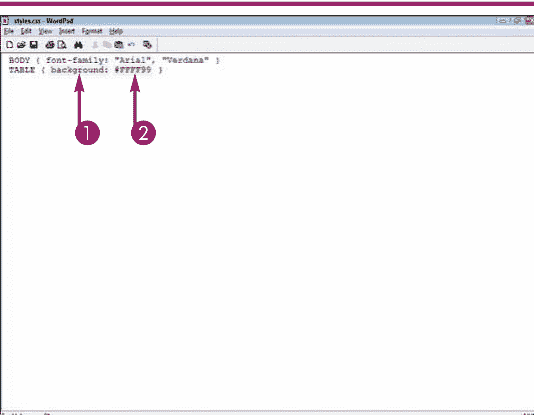 styles.css - WordPad
File Edit View Insert Format Help
BODY { font-family: "Arial", "Verdana" }
TABLE { background: #FFFF99 }
1 2